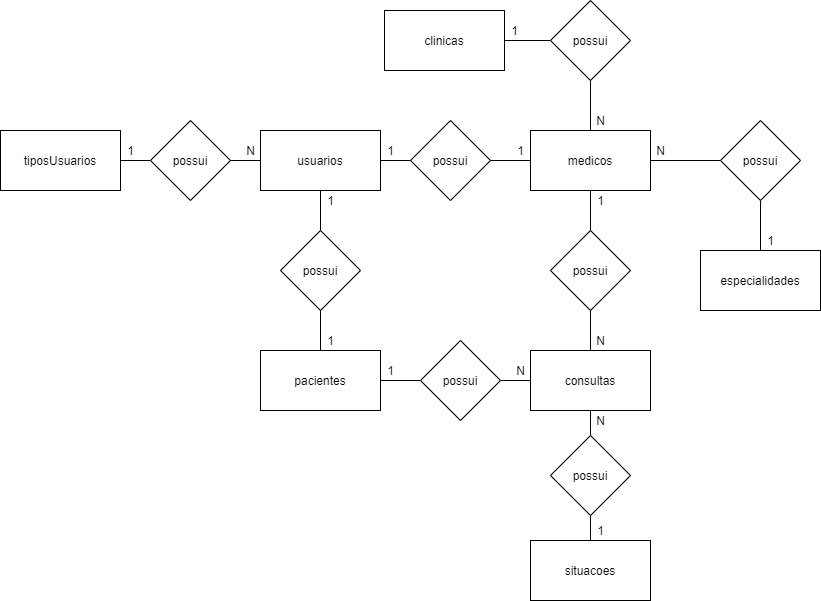 clinicas
1
possui
N
tiposUsuarios
1
possui
N
usuarios
1
possui
1
medicos
N
possui
1
especialidades
1
possui
1
1
possui
N
pacientes
1
possui
N
consultas
N
possui
1
situacoes